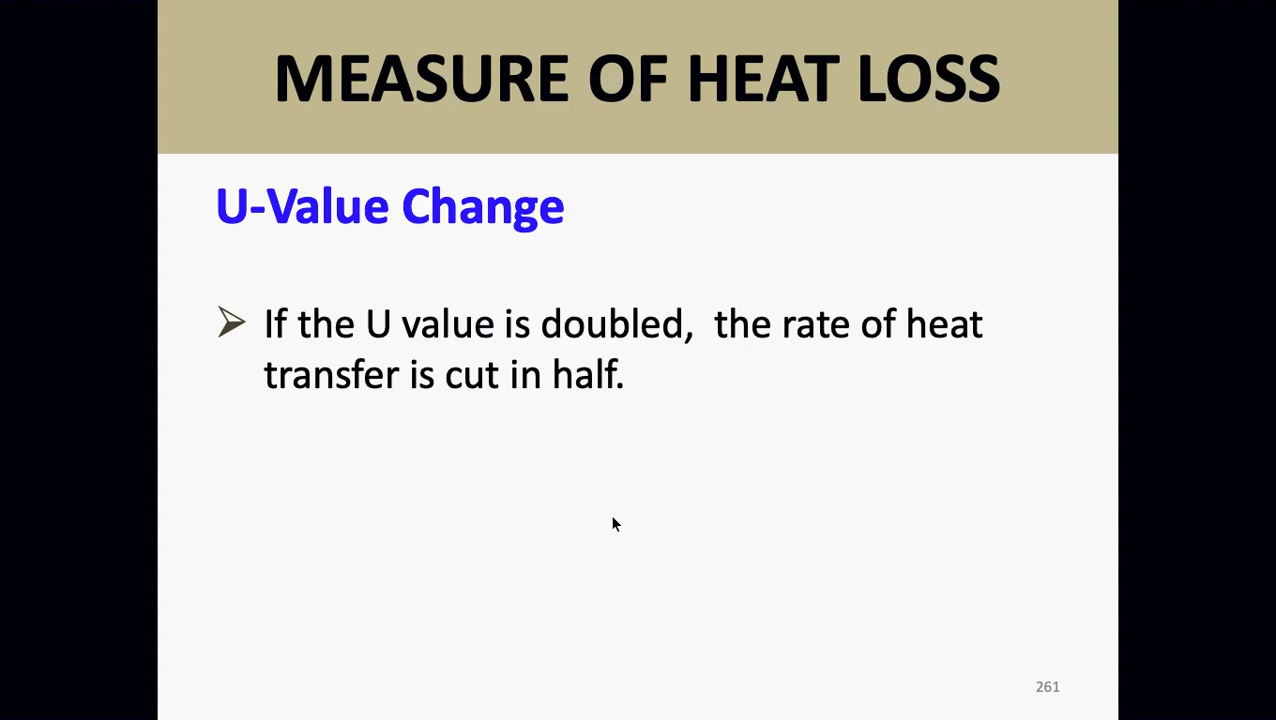 MEASURE OF HEAT LOSS
U-Value Change
If the U value is doubled,  the rate of heat
transfer is cut in half.
261